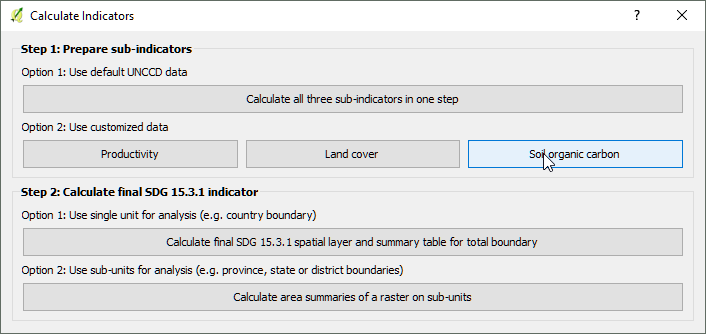 Calculate Indicators
?
Step 1: Prepare sub-indicators
Option 1: Use default UNCCD data
Calculate all three sub-indicators in one step
Option 2: Use customized data
Productivity
Land cover
Soil organic carbon
Step 2: Calculate final SDG 15.3.1 indicator
Option 1: Use single unit for analysis (e.g. country boundary)
Calculate final SDG 15.3.1 spatial layer and summary table for total boundary
Option 2: Use sub-units for analysis (e.g. province, state or district boundaries)
Calculate area summaries of a raster on sub-units